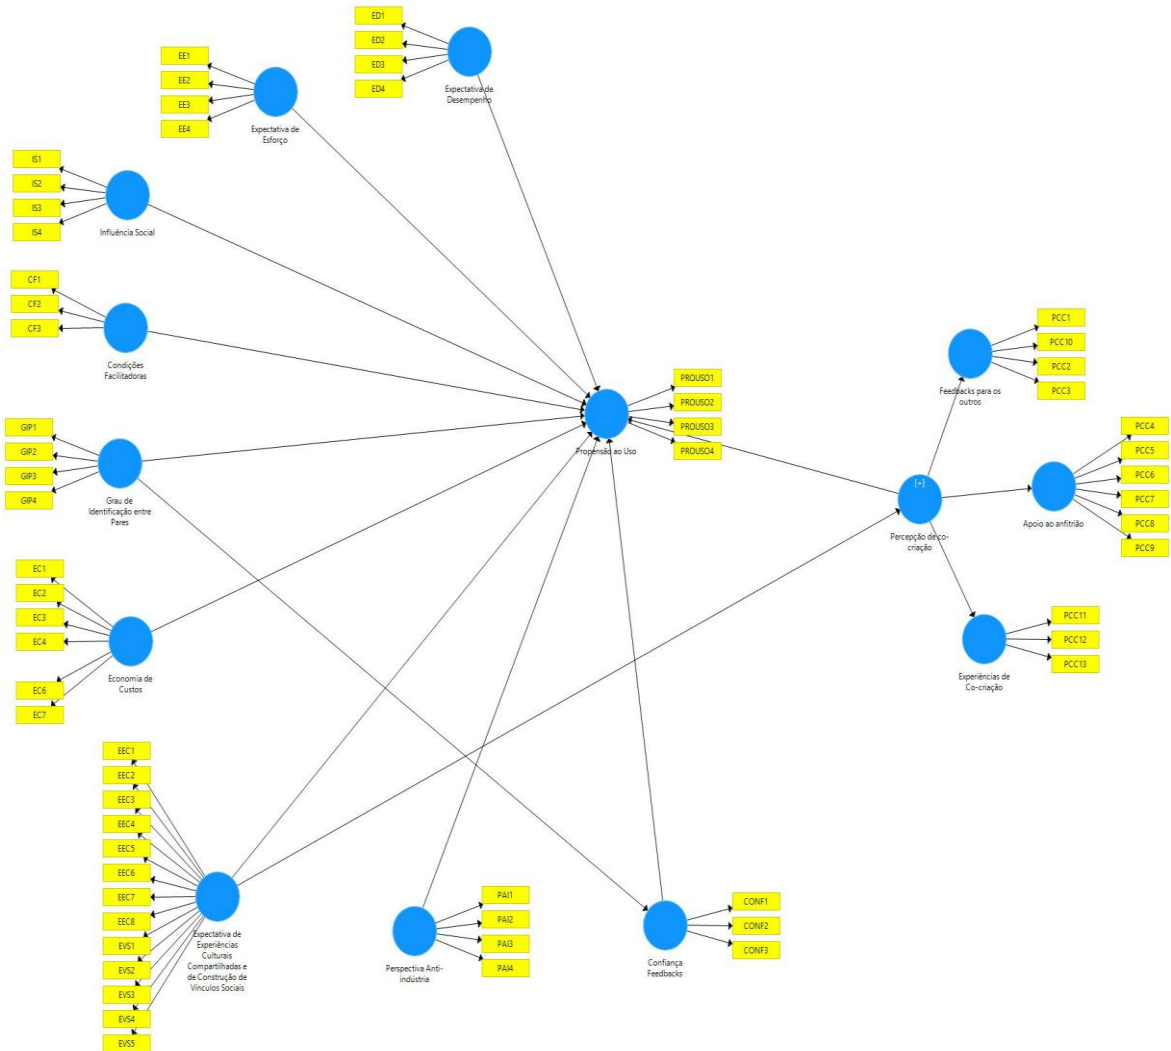 ED1
ED2
ED3
ED4
Expectativa de
Desempenho
EE1
EE2
EE3
EE4
Expectativa de
Esforço
IS1
IS2
IS3
IS4
Influência Social
CF1
CF2
CF3
Condições
Facilitadoras
GIP1
GIP2
GIP3
GIP4
Grau de
Identificação entre
Pares
EC1
EC2
EC3
EC4
EC6
EC7
Economia de
Custos
EEC1
EEC2
EEC3
EEC4
EEC5
EEC6
EEC7
EEC8
EVS1
EVS2
EVS3
EVS4
EVS5
Expectativa de
Experiências
Culturais
Compartilhadas e
de Construção de
Vínculos Sociais
PAI1
PAI2
PAI3
PAI4
Perspectiva Anti-
indústria
CONF1
CONF2
CONF3
Confiança
Feedbacks
PROUSO1
PROUSO2
PROUSO3
PROUSO4
Propensão ao Uso
[+]
Percepção de co-
criação
PCC1
PCC10
PCC2
PCC3
Feedbacks para os
outros
PCC4
PCC5
PCC6
PCC7
PCC8
PCC9
Apoio ao anfitrião
PCC11
PCC12
PCC13
Experiências de
Co-criação